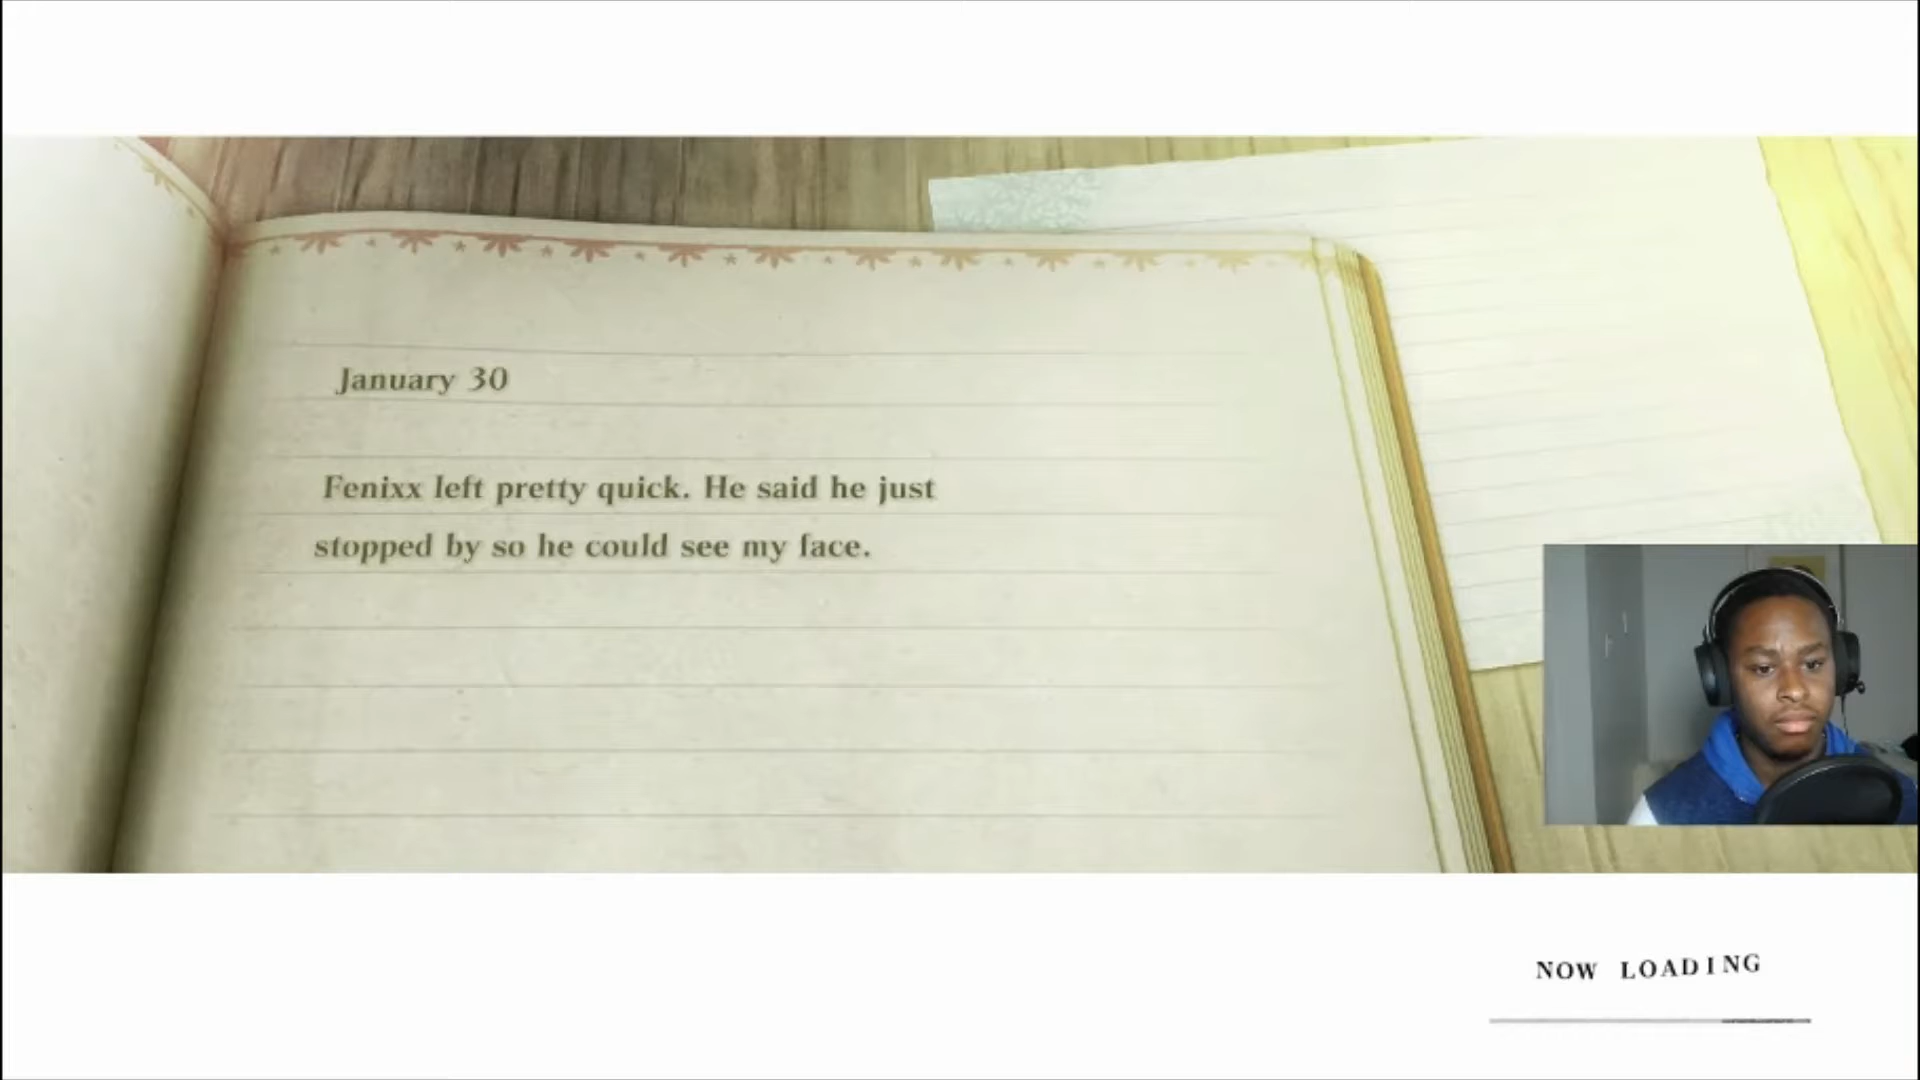 January 30
Fenixx left pretty quick. He said he just
stopped by so he could see my face.
NOW LOADING